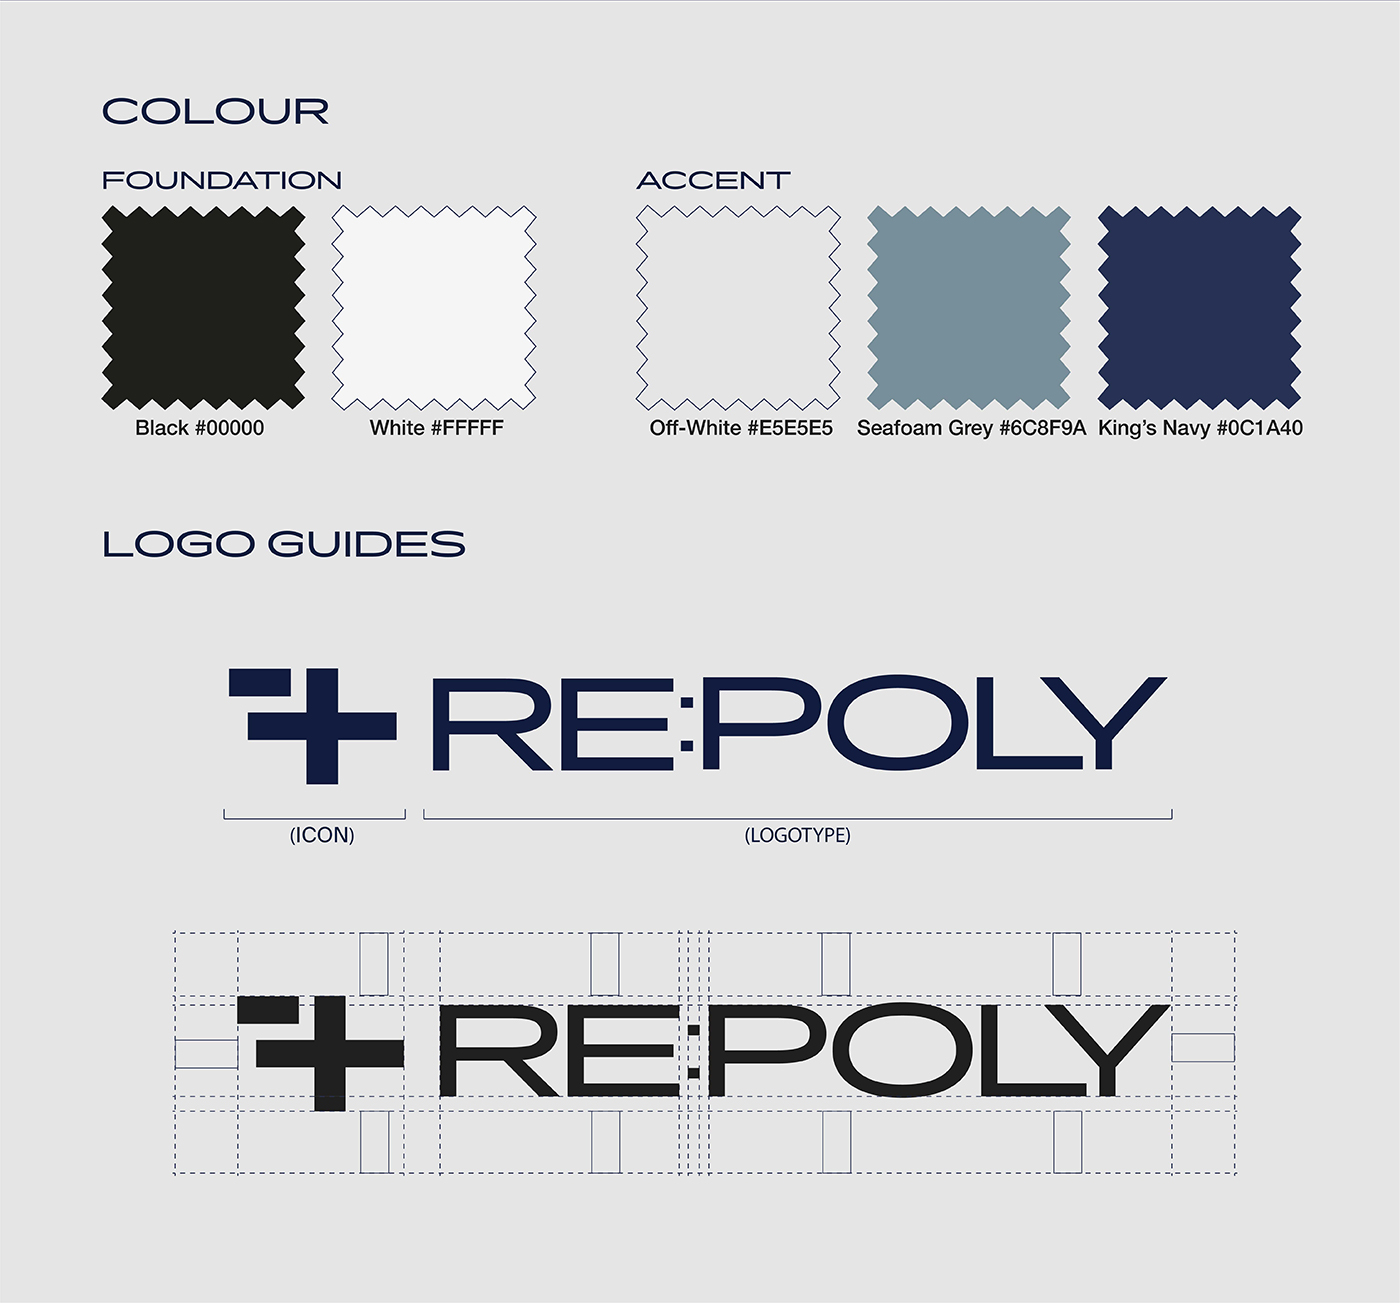 COLOUR
FOUNDATION
ACCENT
Black #00000
White #FFFFF
Off-White #E5E5E5
Seafoam Grey #6C8F9A
King’s Navy #0C1A40
LOGO GUIDES
RE:POLY
(ICON)
(LOGOTYPE)
RE:POLY